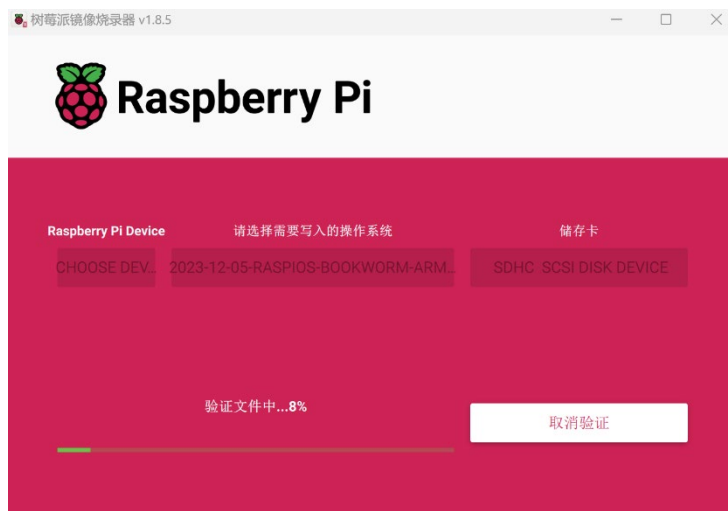 树莓派镜像烧录器 v1.8.5
Raspberry Pi
Raspberry Pi Device 请选择需要写入的操作系统 储存卡
CHOOSE DEV... 2023-12-05-RASPIOS-BOOKWORM-ARM... SDHC SCSI DISK DEVICE
验证文件中...8%
取消验证